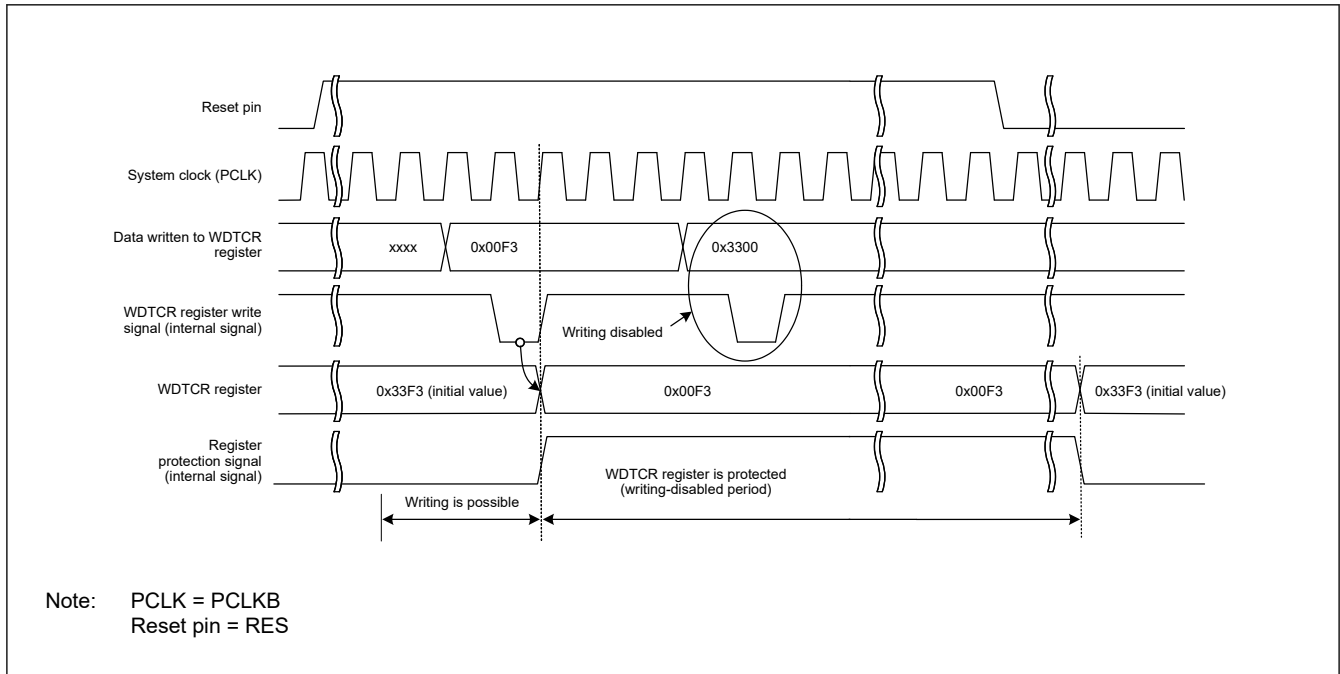 Reset pin
System clock (PCLK)
Data written to WDTCR
register
xxxx
0x00F3
0x3300
WDTCR register write
signal (internal signal)
Writing disabled
WDTCR register
0x33F3 (initial value)
0x00F3
0x00F3
0x33F3 (initial value)
Register
protection signal
(internal signal)
WDTCR register is protected
(writing-disabled period)
Writing is possible
Note: PCLK = PCLKB
Reset pin = RES